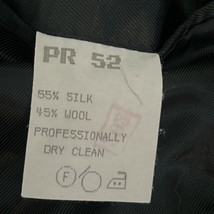 PR 52
55% SILK
45% WOOL
PROFESSIONALLY
DRY CLEAN
F